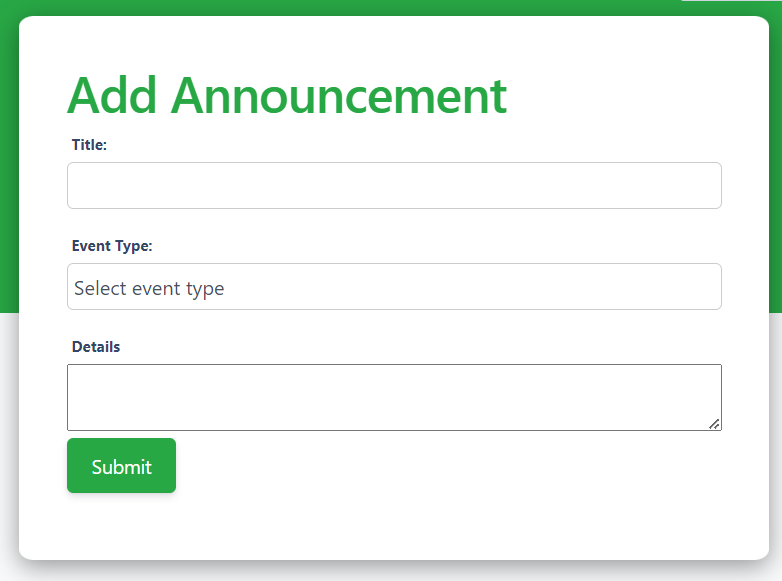 Add Announcement
Title:
Event Type:
Select event type
Details
Submit